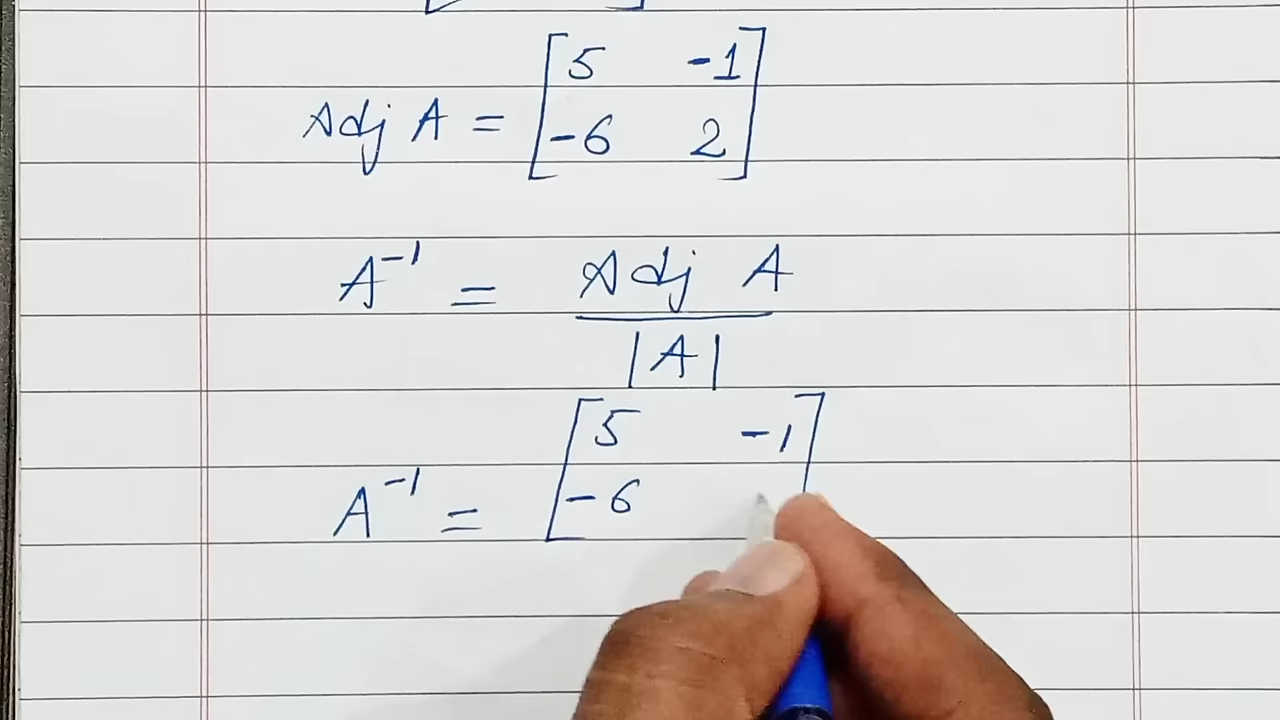 Adj A = [5 -1
-6 2]
A⁻¹ = Adj A
|A|
A⁻¹ = [5 -1
-6 ]